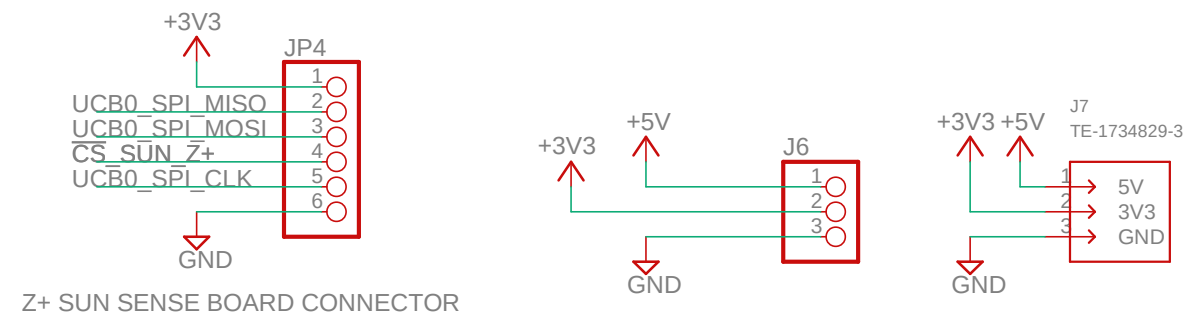 +3V3
JP4
1
UCB0_SPI_MISO 2
UCB0_SPI_MOSI 3
CS_SUN_Z+ 4
UCB0_SPI_CLK 5
6
GND
Z+ SUN SENSE BOARD CONNECTOR
+5V
+3V3
J6
1
2
3
GND
J7
TE-1734829-3
+3V3 +5V
1 5V
2 3V3
3 GND
GND